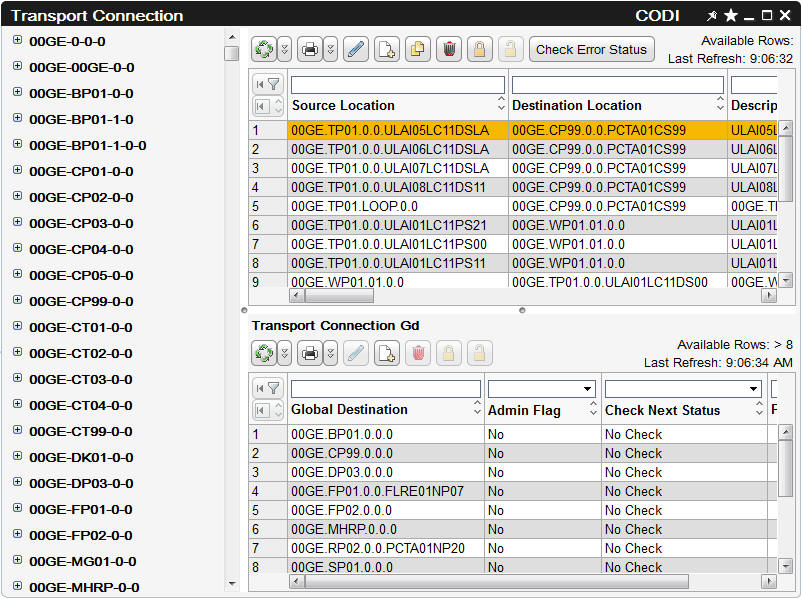 Transport Connection CODI
00GE-0-0-0
00GE-00GE-0-0
00GE-BP01-0-0
00GE-BP01-1-0
00GE-BP01-1-0-0
00GE-CP01-0-0
00GE-CP02-0-0
00GE-CP03-0-0
00GE-CP04-0-0
00GE-CP05-0-0
00GE-CP99-0-0
00GE-CT01-0-0
00GE-CT02-0-0
00GE-CT03-0-0
00GE-CT04-0-0
00GE-CT99-0-0
00GE-DK01-0-0
00GE-DP03-0-0
00GE-FP01-0-0
00GE-FP02-0-0
00GE-MG01-0-0
00GE-MHRP-0-0
Check Error Status
Available Rows:
Last Refresh: 9:06:32
Source Location Destination Location Descrip
1 00GE.TP01.0.0.ULAI05LC11DSLA 00GE.CP99.0.0.PCTA01CS99 ULAI05L
2 00GE.TP01.0.0.ULAI06LC11DSLA 00GE.CP99.0.0.PCTA01CS99 ULAI06L
3 00GE.TP01.0.0.ULAI07LC11DSLA 00GE.CP99.0.0.PCTA01CS99 ULAI07L
4 00GE.TP01.0.0.ULAI08LC11DS11 00GE.CP99.0.0.PCTA01CS99 ULAI08L
5 00GE.TP01.LOOP.0.0 00GE.CP99.0.0.PCTA01CS99 00GE.T
6 00GE.TP01.0.0.ULAI01LC11PS21 00GE.WP01.01.0.0 ULAI01L
7 00GE.TP01.0.0.ULAI01LC11PS00 00GE.WP01.01.0.0 ULAI01L
8 00GE.TP01.0.0.ULAI01LC11PS11 00GE.WP01.01.0.0 ULAI01L
9 00GE.WP01.01.0.0 00GE.TP01.0.0.ULAI01LC11DS00 00GE.W
Transport Connection Gd
Available Rows: > 8
Last Refresh: 9:06:34 AM
Global Destination Admin Flag Check Next Status F
1 00GE.BP01.0.0.0 No No Check
2 00GE.CP99.0.0.0 No No Check
3 00GE.DP03.0.0.0 No No Check
4 00GE.FP01.0.0.FLRE01NP07 No No Check
5 00GE.FP02.0.0.0 No No Check
6 00GE.MHRP.0.0.0 No No Check
7 00GE.RP02.0.0.PCTA01NP20 No No Check
8 00GE.SP01.0.0.0 No No Check